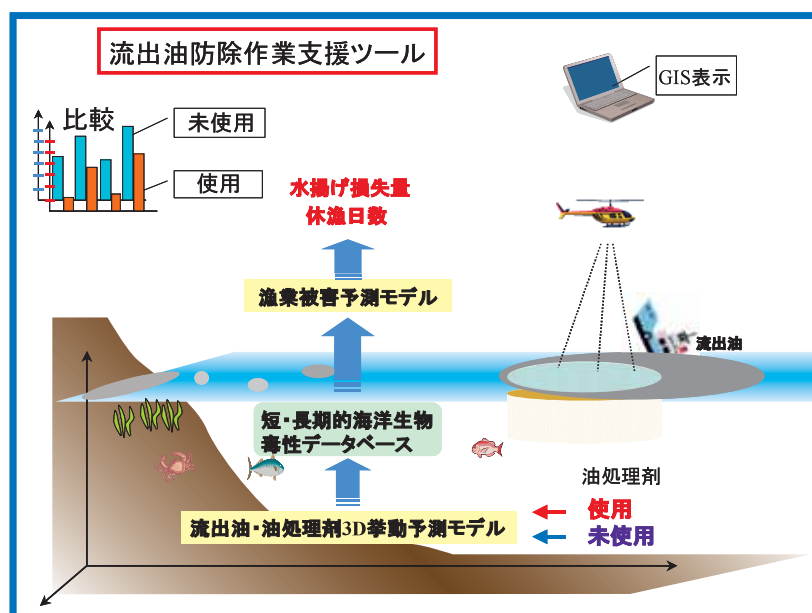 流出油防除作業支援ツール
GIS表示
比較
未使用
使用
水揚げ損失量
休漁日数
漁業被害予測モデル
流出油
短・長期的海洋生物
毒性データベース
油処理剤
使用
未使用
流出油・油処理剤3D挙動予測モデル